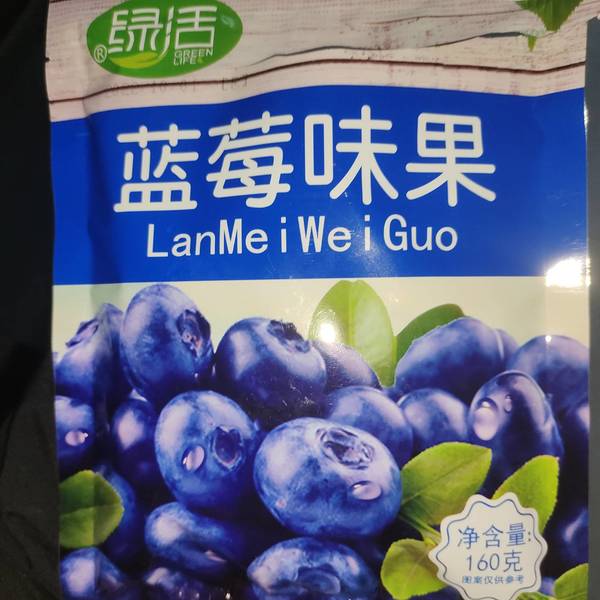 绿活
®
GREEN
LIFE
蓝莓味果
LanMeiWeiGuo
净含量:
160克
图案仅供参考